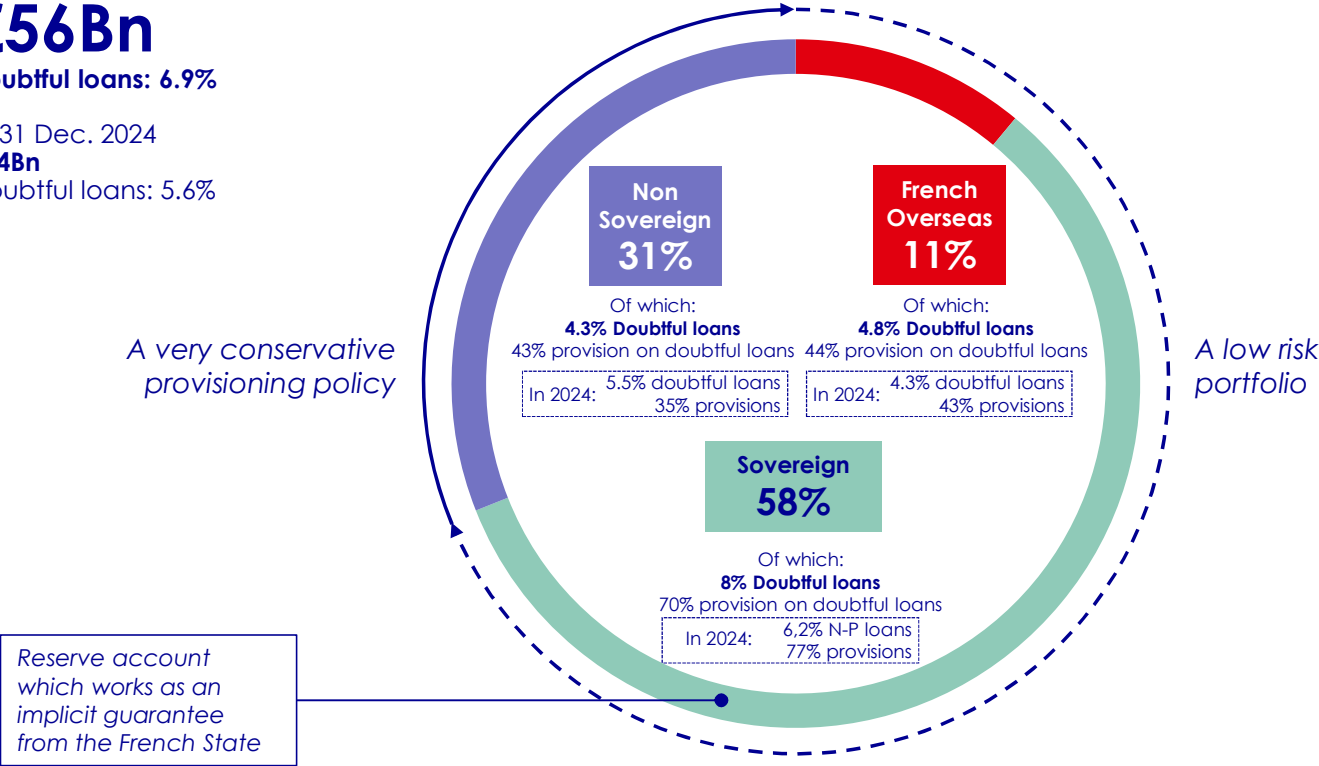 56Bn
ubtful loans: 6.9%
31 Dec. 2024
4Bn
ubtful loans: 5.6%
Non
Sovereign
31%
Of which:
4.3% Doubtful loans
43% provision on doubtful loans
In 2024: 5.5% doubtful loans
35% provisions
French
Overseas
11%
Of which:
4.8% Doubtful loans
44% provision on doubtful loans
In 2024: 4.3% doubtful loans
43% provisions
A very conservative
provisioning policy
A low risk
portfolio
Sovereign
58%
Of which:
8% Doubtful loans
70% provision on doubtful loans
In 2024: 6,2% N-P loans
77% provisions
Reserve account
which works as an
implicit guarantee
from the French State